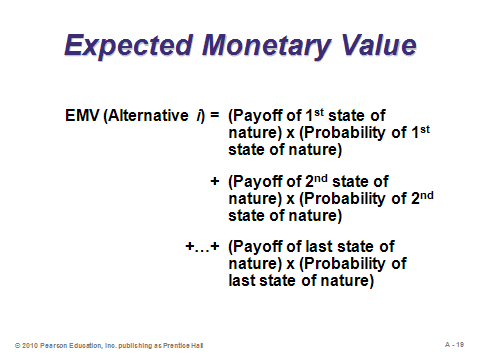 Expected Monetary Value
EMV (Alternative i) = (Payoff of 1st state of
nature) x (Probability of 1st
state of nature)
+ (Payoff of 2nd state of
nature) x (Probability of 2nd
state of nature)
+…+ (Payoff of last state of
nature) x (Probability of
last state of nature)
© 2010 Pearson Education, Inc. publishing as Prentice Hall
A - 19